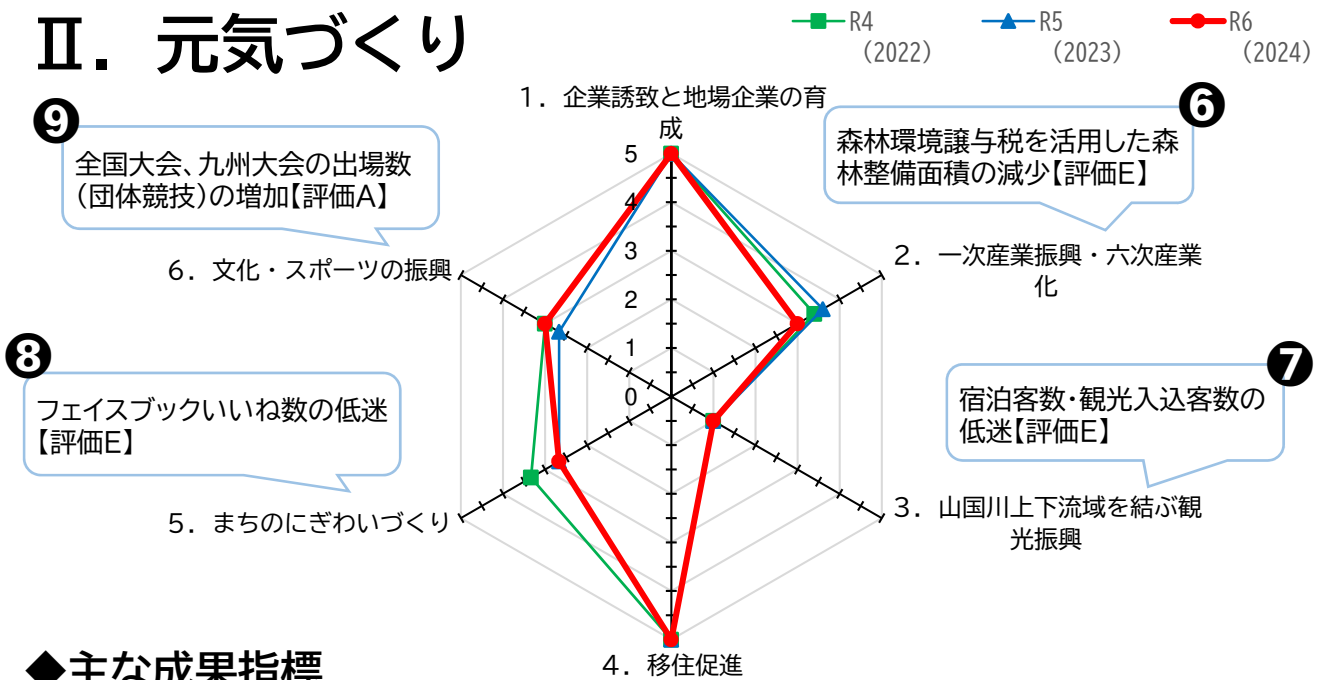 Ⅱ．元気づくり
R4
（2022）
R5
（2023）
R6
（2024）
❾
全国大会、九州大会の出場数
（団体競技）の増加【評価A】
1．企業誘致と地場企業の育
成
❻
森林環境譲与税を活用した森
林整備面積の減少【評価E】
5
4
3
2
1
0
6．文化・スポーツの振興
2．一次産業振興・六次産業
化
❽
フェイスブックいいね数の低迷
【評価E】
❼
宿泊客数・観光入込客数の
低迷【評価E】
5．まちのにぎわいづくり
3．山国川上下流域を結ぶ観
光振興
4．移住促進
◆主な成果指標